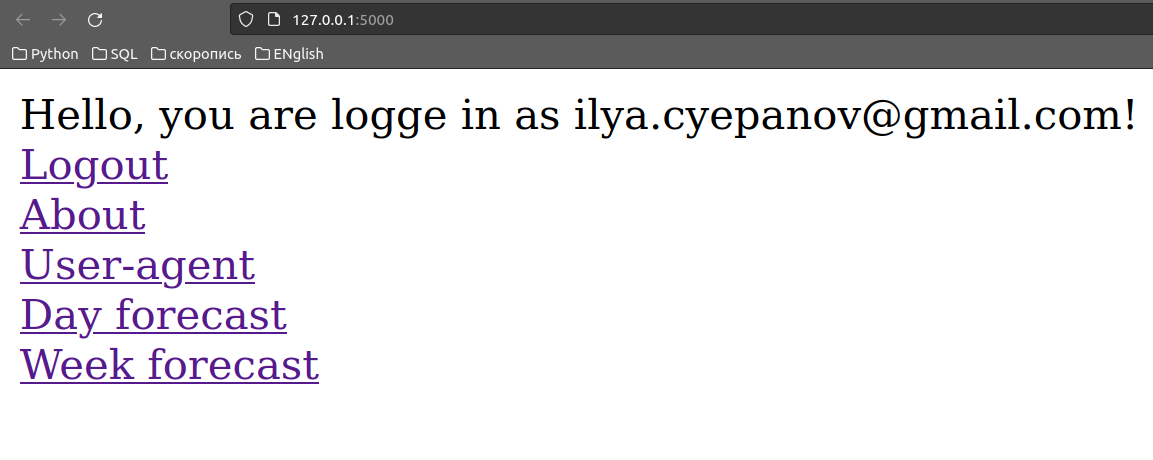 127.0.0.1:5000
Python SQL скоропись ENglish
Hello, you are logge in as ilya.cyepanov@gmail.com!
Logout
About
User-agent
Day forecast
Week forecast